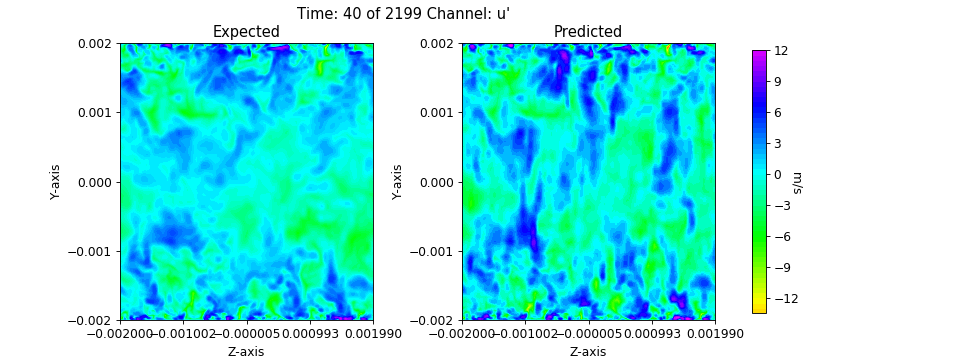 Time: 40 of 2199 Channel: u'
Expected
Predicted
0.002
0.001
0.000
−0.001
−0.002
Y-axis
−0.002000 −0.001002 −0.000005 0.000993 0.001990
Z-axis
0.002
0.001
0.000
−0.001
−0.002
Y-axis
−0.002000 −0.001002 −0.000005 0.000993 0.001990
Z-axis
12
9
6
3
0
−3
−6
−9
−12
m/s